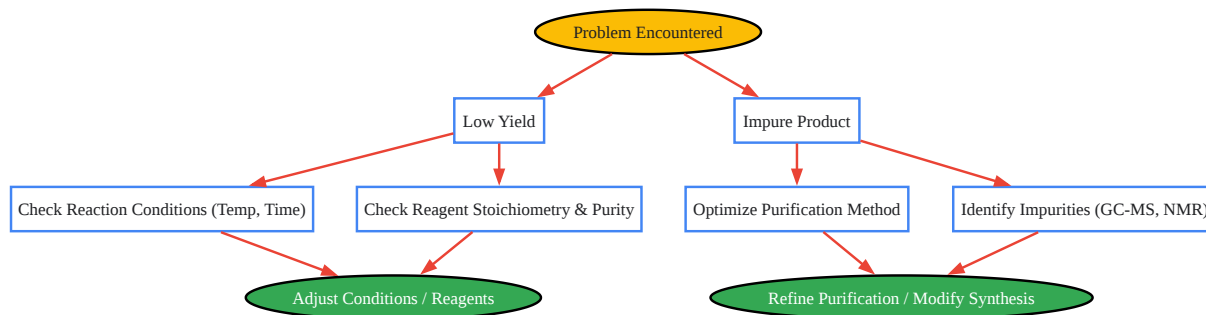 Problem Encountered
Low Yield
Impure Product
Check Reaction Conditions (Temp, Time)
Check Reagent Stoichiometry & Purity
Optimize Purification Method
Identify Impurities (GC-MS, NMR)
Adjust Conditions / Reagents
Refine Purification / Modify Synthesis